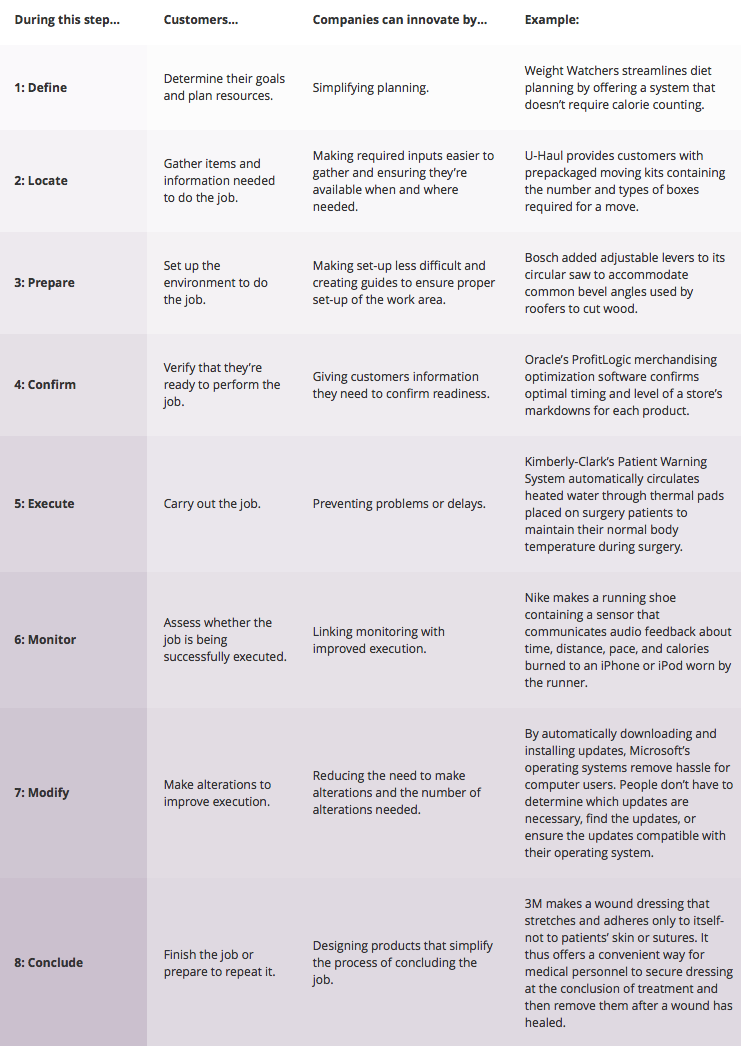 During this step...
Customers...
Companies can innovate by...
Example:
1: Define
Determine their goals
and plan resources.
Simplifying planning.
Weight Watchers streamlines diet
planning by offering a system that
doesn't require calorie counting.
2: Locate
Gather items and
information needed
to do the job.
Making required inputs easier to
gather and ensuring they're
available when and where
needed.
U-Haul provides customers with
prepackaged moving kits containing
the number and types of boxes
required for a move.
3: Prepare
Set up the
environment to do
the job.
Making set-up less difficult and
creating guides to ensure proper
set-up of the work area.
Bosch added adjustable levers to its
circular saw to accommodate
common bevel angles used by
roofers to cut wood.
4: Confirm
Verify that they're
ready to perform the
job.
Giving customers information
they need to confirm readiness.
Oracle's ProfitLogic merchandising
optimization software confirms
optimal timing and level of a store's
markdowns for each product.
5: Execute
Carry out the job.
Preventing problems or delays.
Kimberly-Clark's Patient Warning
System automatically circulates
heated water through thermal pads
placed on surgery patients to
maintain their normal body
temperature during surgery.
6: Monitor
Assess whether the
job is being
successfully executed.
Linking monitoring with
improved execution.
Nike makes a running shoe
containing a sensor that
communicates audio feedback about
time, distance, pace, and calories
burned to an iPhone or iPod worn by
the runner.
7: Modify
Make alterations to
improve execution.
Reducing the need to make
alterations and the number of
alterations needed.
By automatically downloading and
installing updates, Microsoft's
operating systems remove hassle for
computer users. People don't have to
determine which updates are
necessary, find the updates, or
ensure the updates compatible with
their operating system.
8: Conclude
Finish the job or
prepare to repeat it.
Designing products that simplify
the process of concluding the
job.
3M makes a wound dressing that
stretches and adheres only to itself-
not to patients' skin or sutures. It
thus offers a convenient way for
medical personnel to secure dressing
at the conclusion of treatment and
then remove them after a wound has
healed.